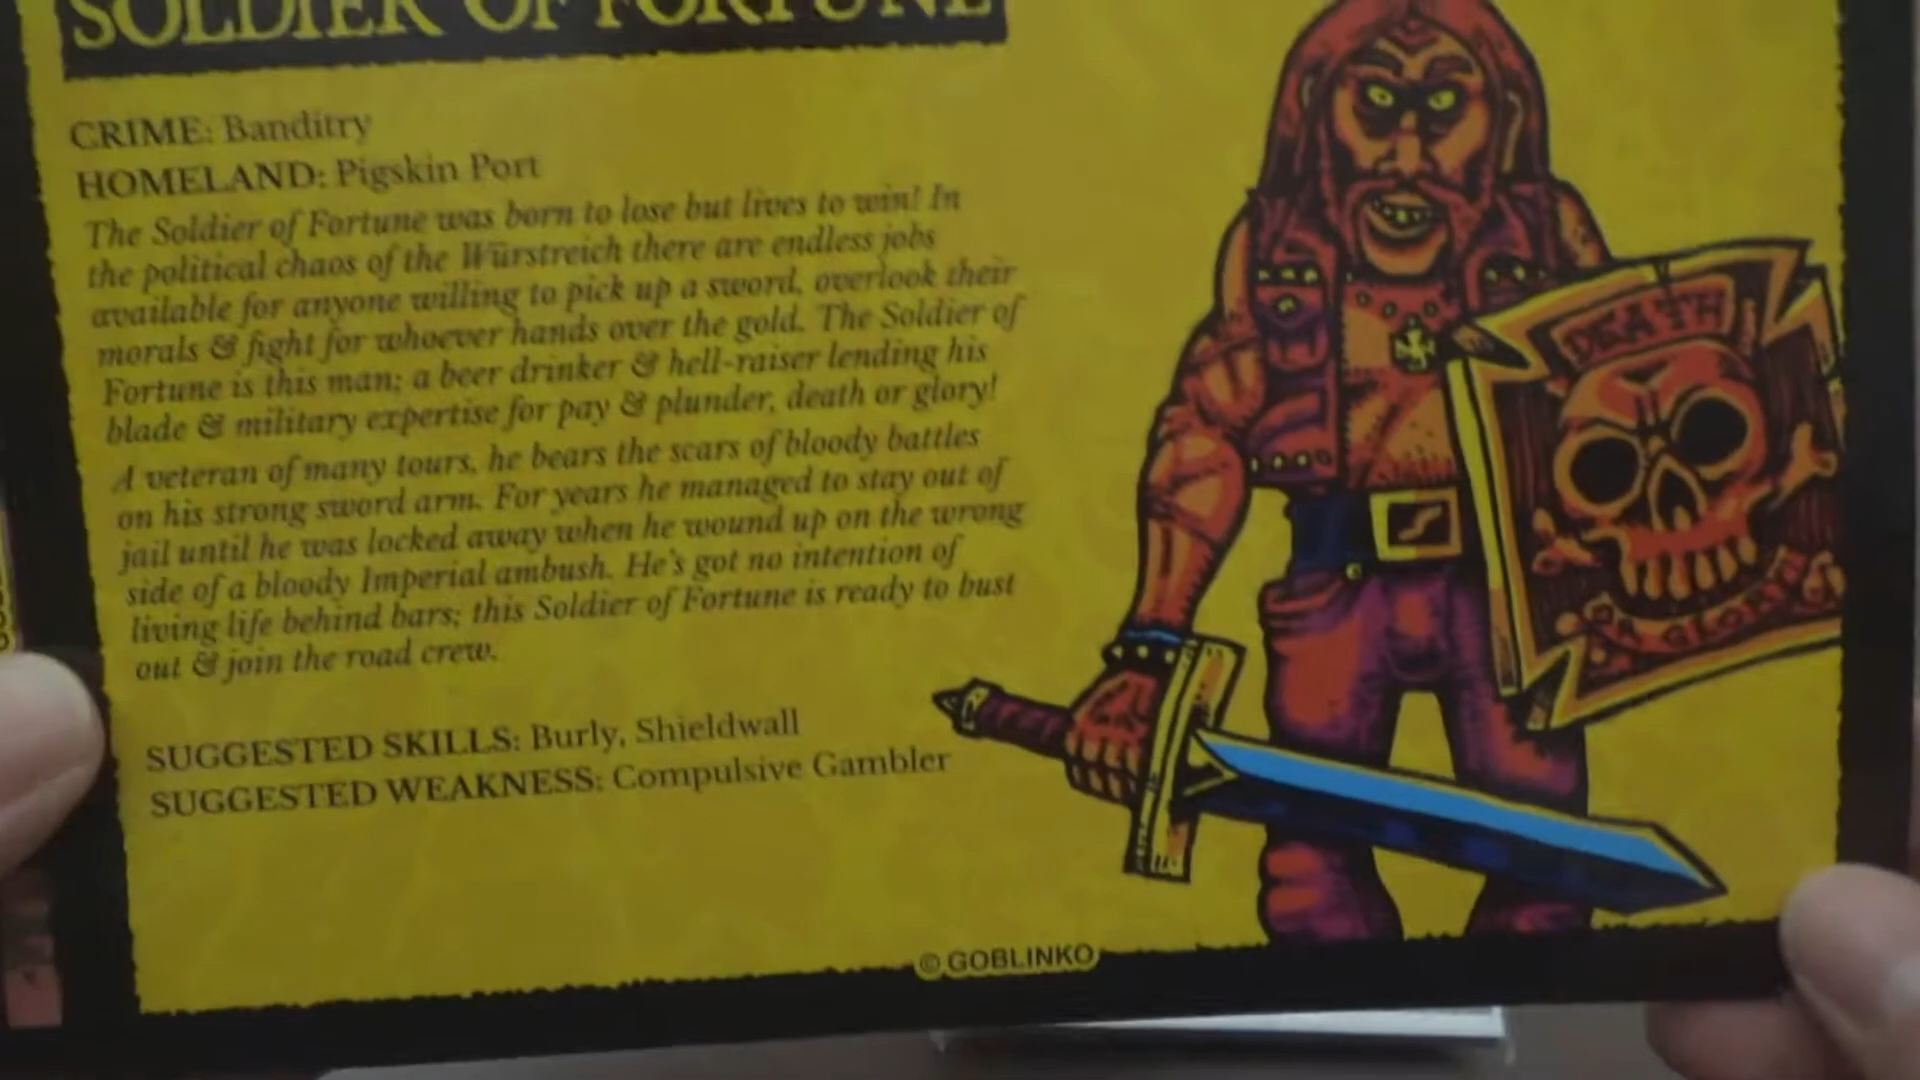 SOLDIER OF FORTUNE
CRIME: Banditry
HOMELAND: Pigskin Port
The Soldier of Fortune was born to lose but lives to win! In
the political chaos of the Würstreich there are endless jobs
available for anyone willing to pick up a sword, overlook their
morals & fight for whoever hands over the gold. The Soldier of
Fortune is this man; a beer drinker & hell-raiser lending his
blade & military expertise for pay & plunder, death or glory!
A veteran of many tours, he bears the scars of bloody battles
on his strong sword arm. For years he managed to stay out of
jail until he was locked away when he wound up on the wrong
side of a bloody Imperial ambush. He's got no intention of
living life behind bars; this Soldier of Fortune is ready to bust
out & join the road crew.
SUGGESTED SKILLS: Burly, Shieldwall
SUGGESTED WEAKNESS: Compulsive Gambler
DEATH
OR GLORY
© GOBLINKO